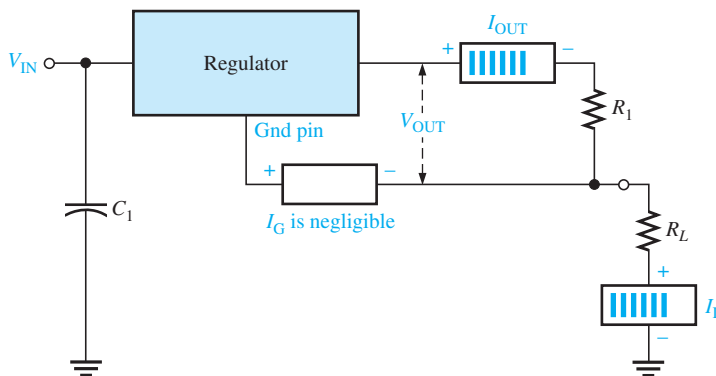 I_OUT
+ −
V_IN
Regulator
R_1
V_OUT
Gnd pin
+ −
C_1
I_G is negligible
R_L
+
−